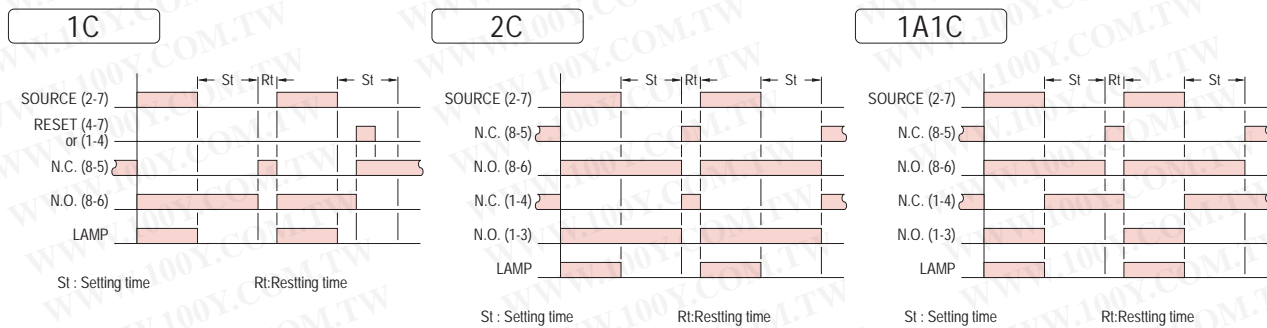 1C
St Rt St
SOURCE (2-7)
RESET (4-7)
or (1-4)
N.C. (8-5)
N.O. (8-6)
LAMP
St : Setting time Rt:Restting time
2C
St Rt St
SOURCE (2-7)
N.C. (8-5)
N.O. (8-6)
N.C. (1-4)
N.O. (1-3)
LAMP
St : Setting time Rt:Restting time
1A1C
St Rt St
SOURCE (2-7)
N.C. (8-5)
N.O. (8-6)
N.C. (1-4)
N.O. (1-3)
LAMP
St : Setting time Rt:Restting time
WWW.100Y.COM.TW